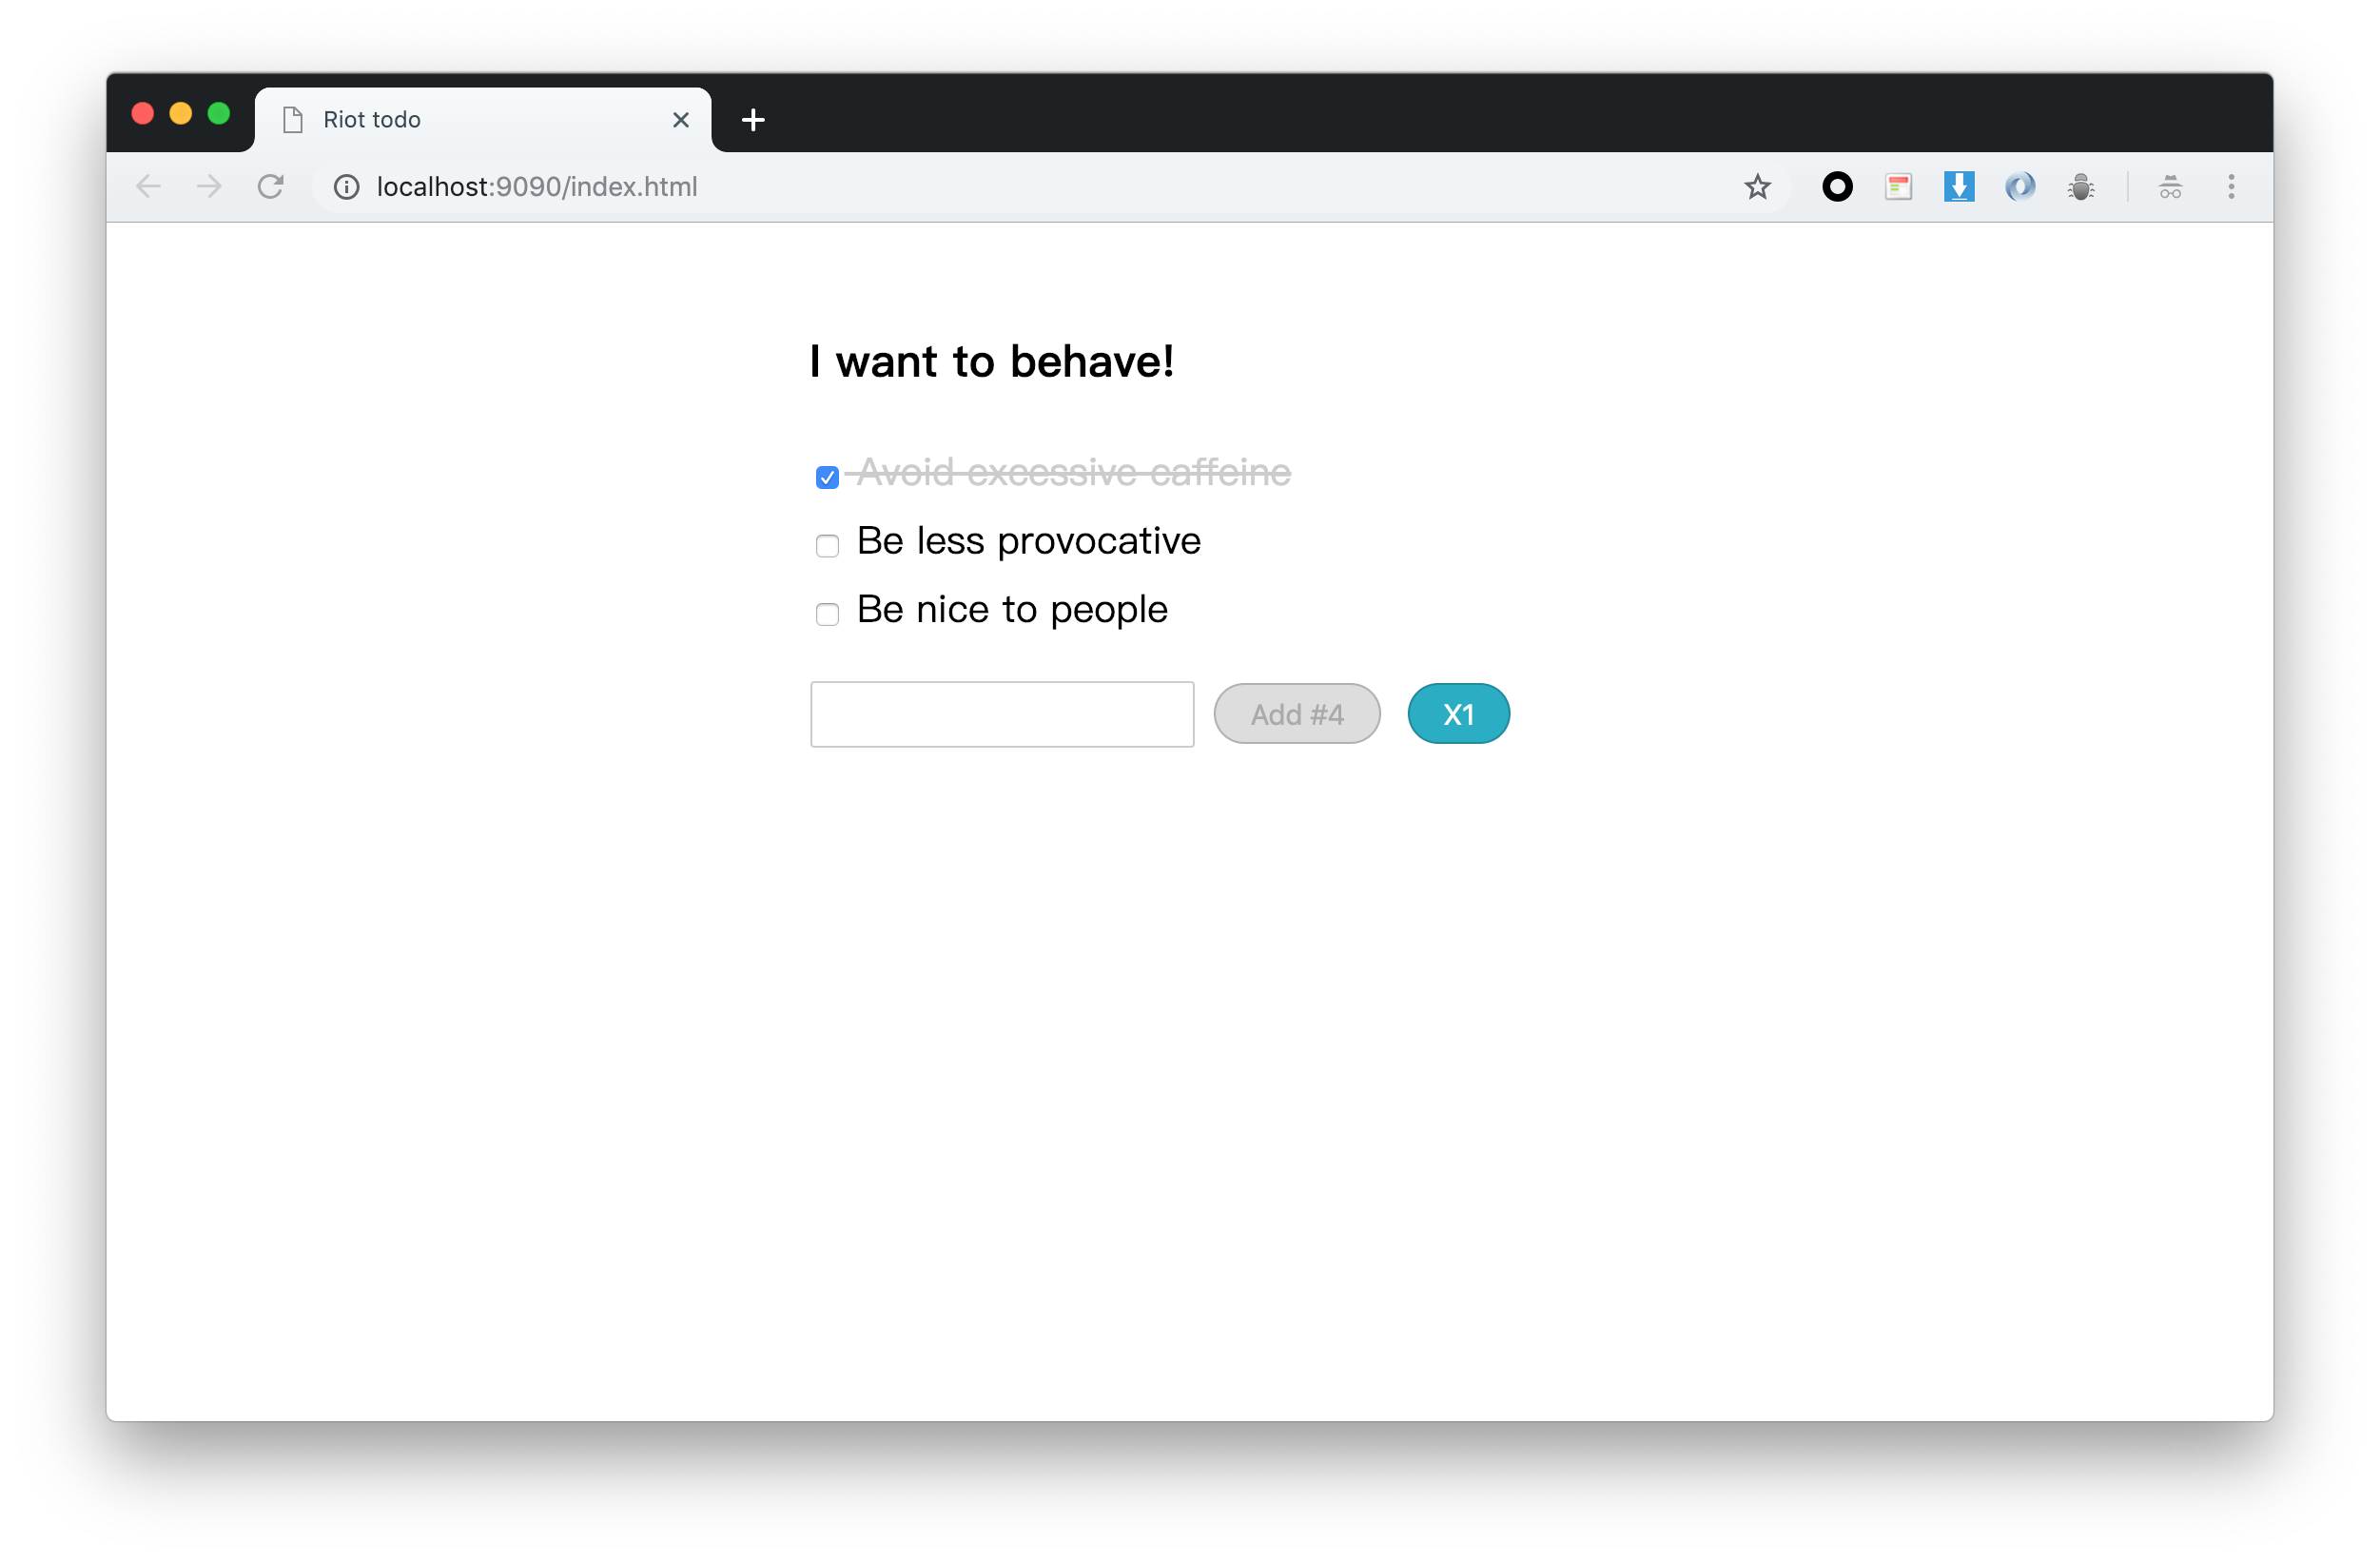 Riot todo
localhost:9090/index.html
I want to behave!
Avoid excessive caffeine
Be less provocative
Be nice to people
Add #4 X1